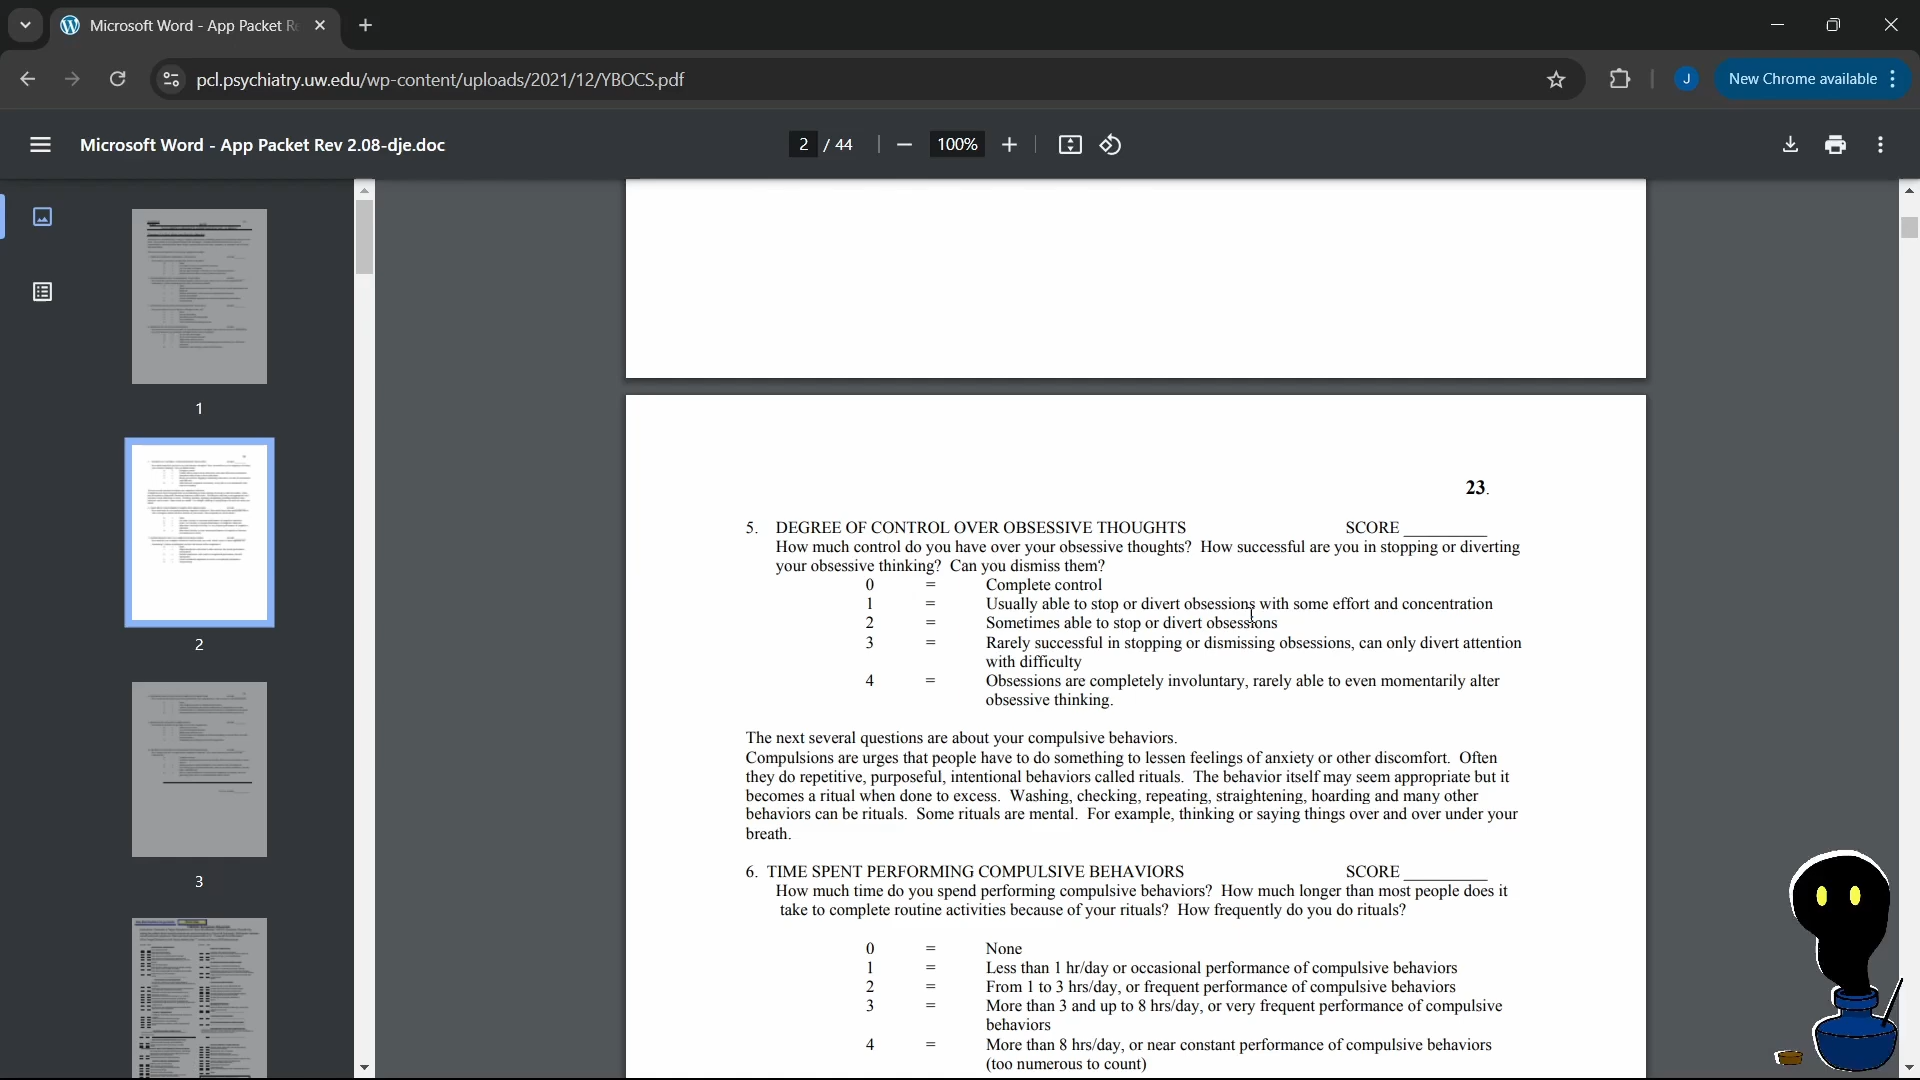 Microsoft Word - App Packet Re
pcl.psychiatry.uw.edu/wp-content/uploads/2021/12/YBOCS.pdf
J
New Chrome available
Microsoft Word - App Packet Rev 2.08-dje.doc
2 / 44
100%
1
2
3
23.
5. DEGREE OF CONTROL OVER OBSESSIVE THOUGHTS SCORE __________
How much control do you have over your obsessive thoughts? How successful are you in stopping or diverting
your obsessive thinking? Can you dismiss them?
0 = Complete control
1 = Usually able to stop or divert obsessions with some effort and concentration
2 = Sometimes able to stop or divert obsessions
3 = Rarely successful in stopping or dismissing obsessions, can only divert attention
with difficulty
4 = Obsessions are completely involuntary, rarely able to even momentarily alter
obsessive thinking.
The next several questions are about your compulsive behaviors.
Compulsions are urges that people have to do something to lessen feelings of anxiety or other discomfort. Often
they do repetitive, purposeful, intentional behaviors called rituals. The behavior itself may seem appropriate but it
becomes a ritual when done to excess. Washing, checking, repeating, straightening, hoarding and many other
behaviors can be rituals. Some rituals are mental. For example, thinking or saying things over and over under your
breath.
6. TIME SPENT PERFORMING COMPULSIVE BEHAVIORS SCORE __________
How much time do you spend performing compulsive behaviors? How much longer than most people does it
take to complete routine activities because of your rituals? How frequently do you do rituals?
0 = None
1 = Less than 1 hr/day or occasional performance of compulsive behaviors
2 = From 1 to 3 hrs/day, or frequent performance of compulsive behaviors
3 = More than 3 and up to 8 hrs/day, or very frequent performance of compulsive
behaviors
4 = More than 8 hrs/day, or near constant performance of compulsive behaviors
(too numerous to count)